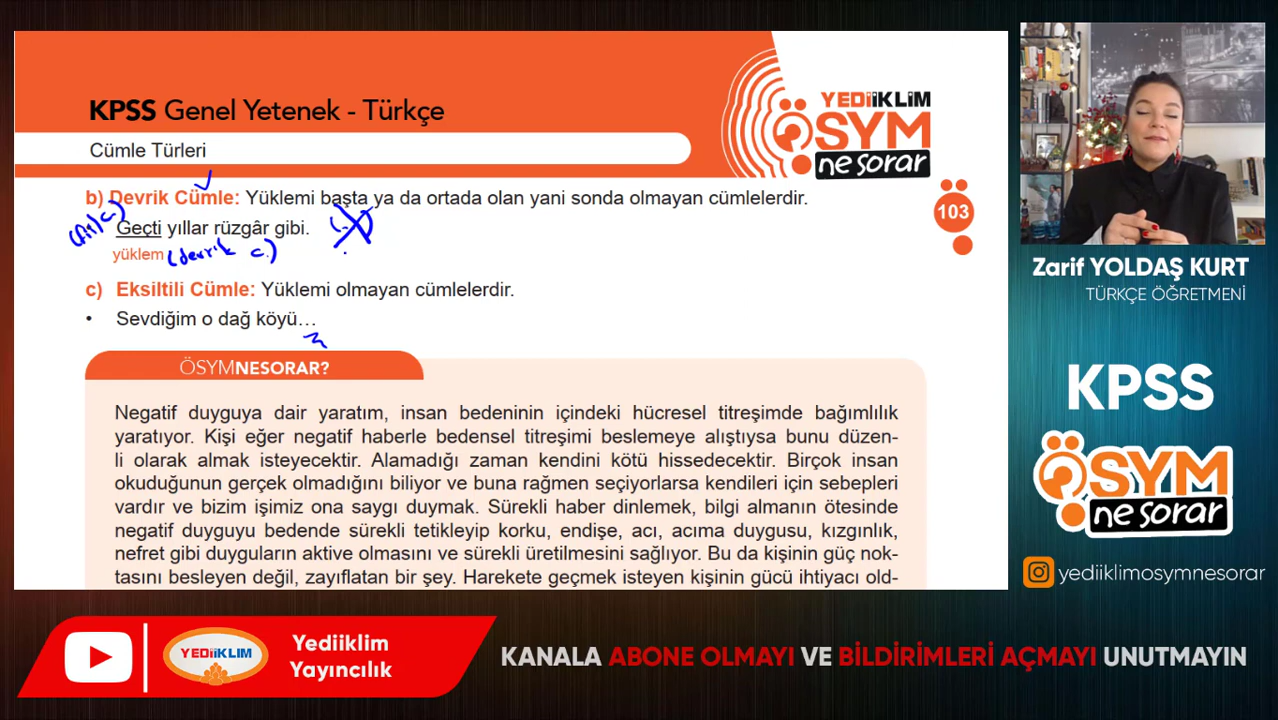 KPSS Genel Yetenek - Türkçe
YEDİİKLİM
ÖSYM
ne sorar
Cümle Türleri
b) Devrik Cümle: Yüklemi başta ya da ortada olan yani sonda olmayan cümlelerdir.
103
Geçti yıllar rüzgâr gibi.
yüklem (devrik c.)
c) Eksiltili Cümle: Yüklemi olmayan cümlelerdir.
• Sevdiğim o dağ köyü...
ÖSYMNESORAR?
Negatif duyguya dair yaratım, insan bedeninin içindeki hücresel titreşimde bağımlılık
yaratıyor. Kişi eğer negatif haberle bedensel titreşimi beslemeye alıştıysa bunu düzen-
li olarak almak isteyecektir. Alamadığı zaman kendini kötü hissedecektir. Birçok insan
okuduğunun gerçek olmadığını biliyor ve buna rağmen seçiyorlarsa kendileri için sebepleri
vardır ve bizim işimiz ona saygı duymak. Sürekli haber dinlemek, bilgi almanın ötesinde
negatif duyguyu bedende sürekli tetikleyip korku, endişe, acı, acıma duygusu, kızgınlık,
nefret gibi duyguların aktive olmasını ve sürekli üretilmesini sağlıyor. Bu da kişinin güç nok-
tasını besleyen değil, zayıflatan bir şey. Harekete geçmek isteyen kişinin gücü ihtiyacı old-
Zarif YOLDAŞ KURT
TÜRKÇE ÖĞRETMENİ
KPSS
ÖSYM
ne sorar
yediiklimosymnesorar
YEDİİKLİM
Yediiklim
Yayıncılık
KANALA ABONE OLMAYI VE BİLDİRİMLERİ AÇMAYI UNUTMAYIN